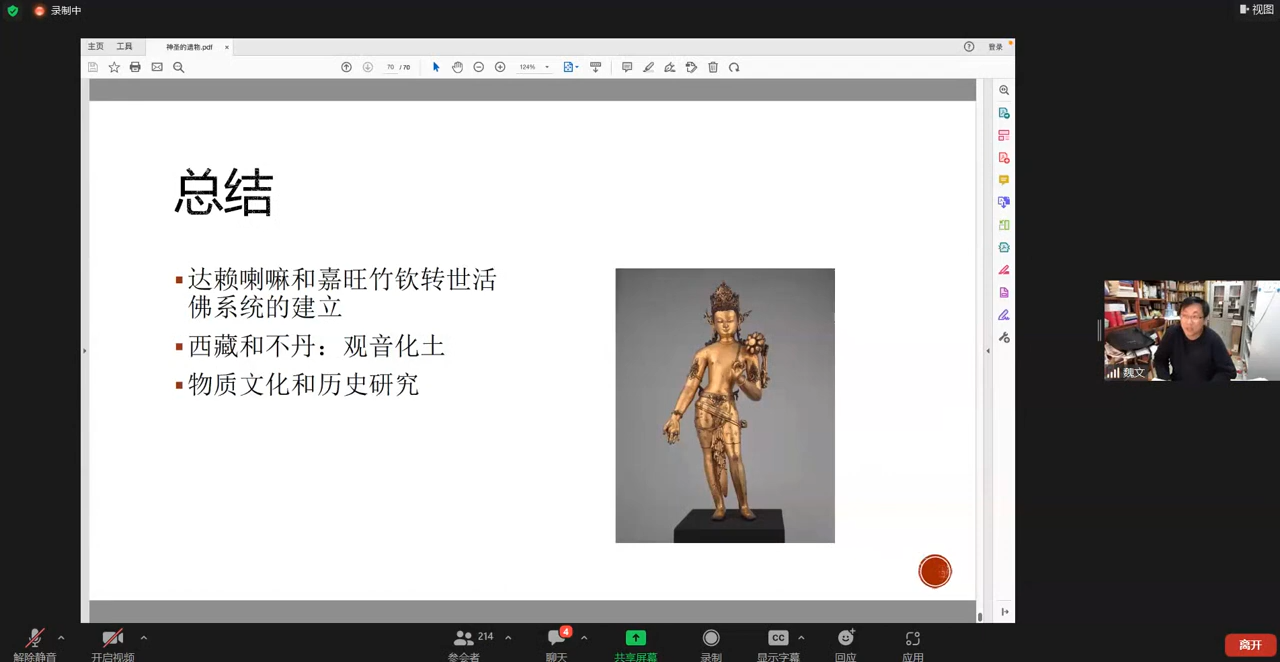 录制中
视图
主页 工具 神圣的遗物.pdf × 登录
70 / 70 124%
总结
达赖喇嘛和嘉旺竹钦转世活
佛系统的建立
西藏和不丹：观音化土
物质文化和历史研究
魏文
214
4
CC
解除静音 开启视频 参会者 聊天 共享屏幕 录制 显示字幕 回应 应用
离开